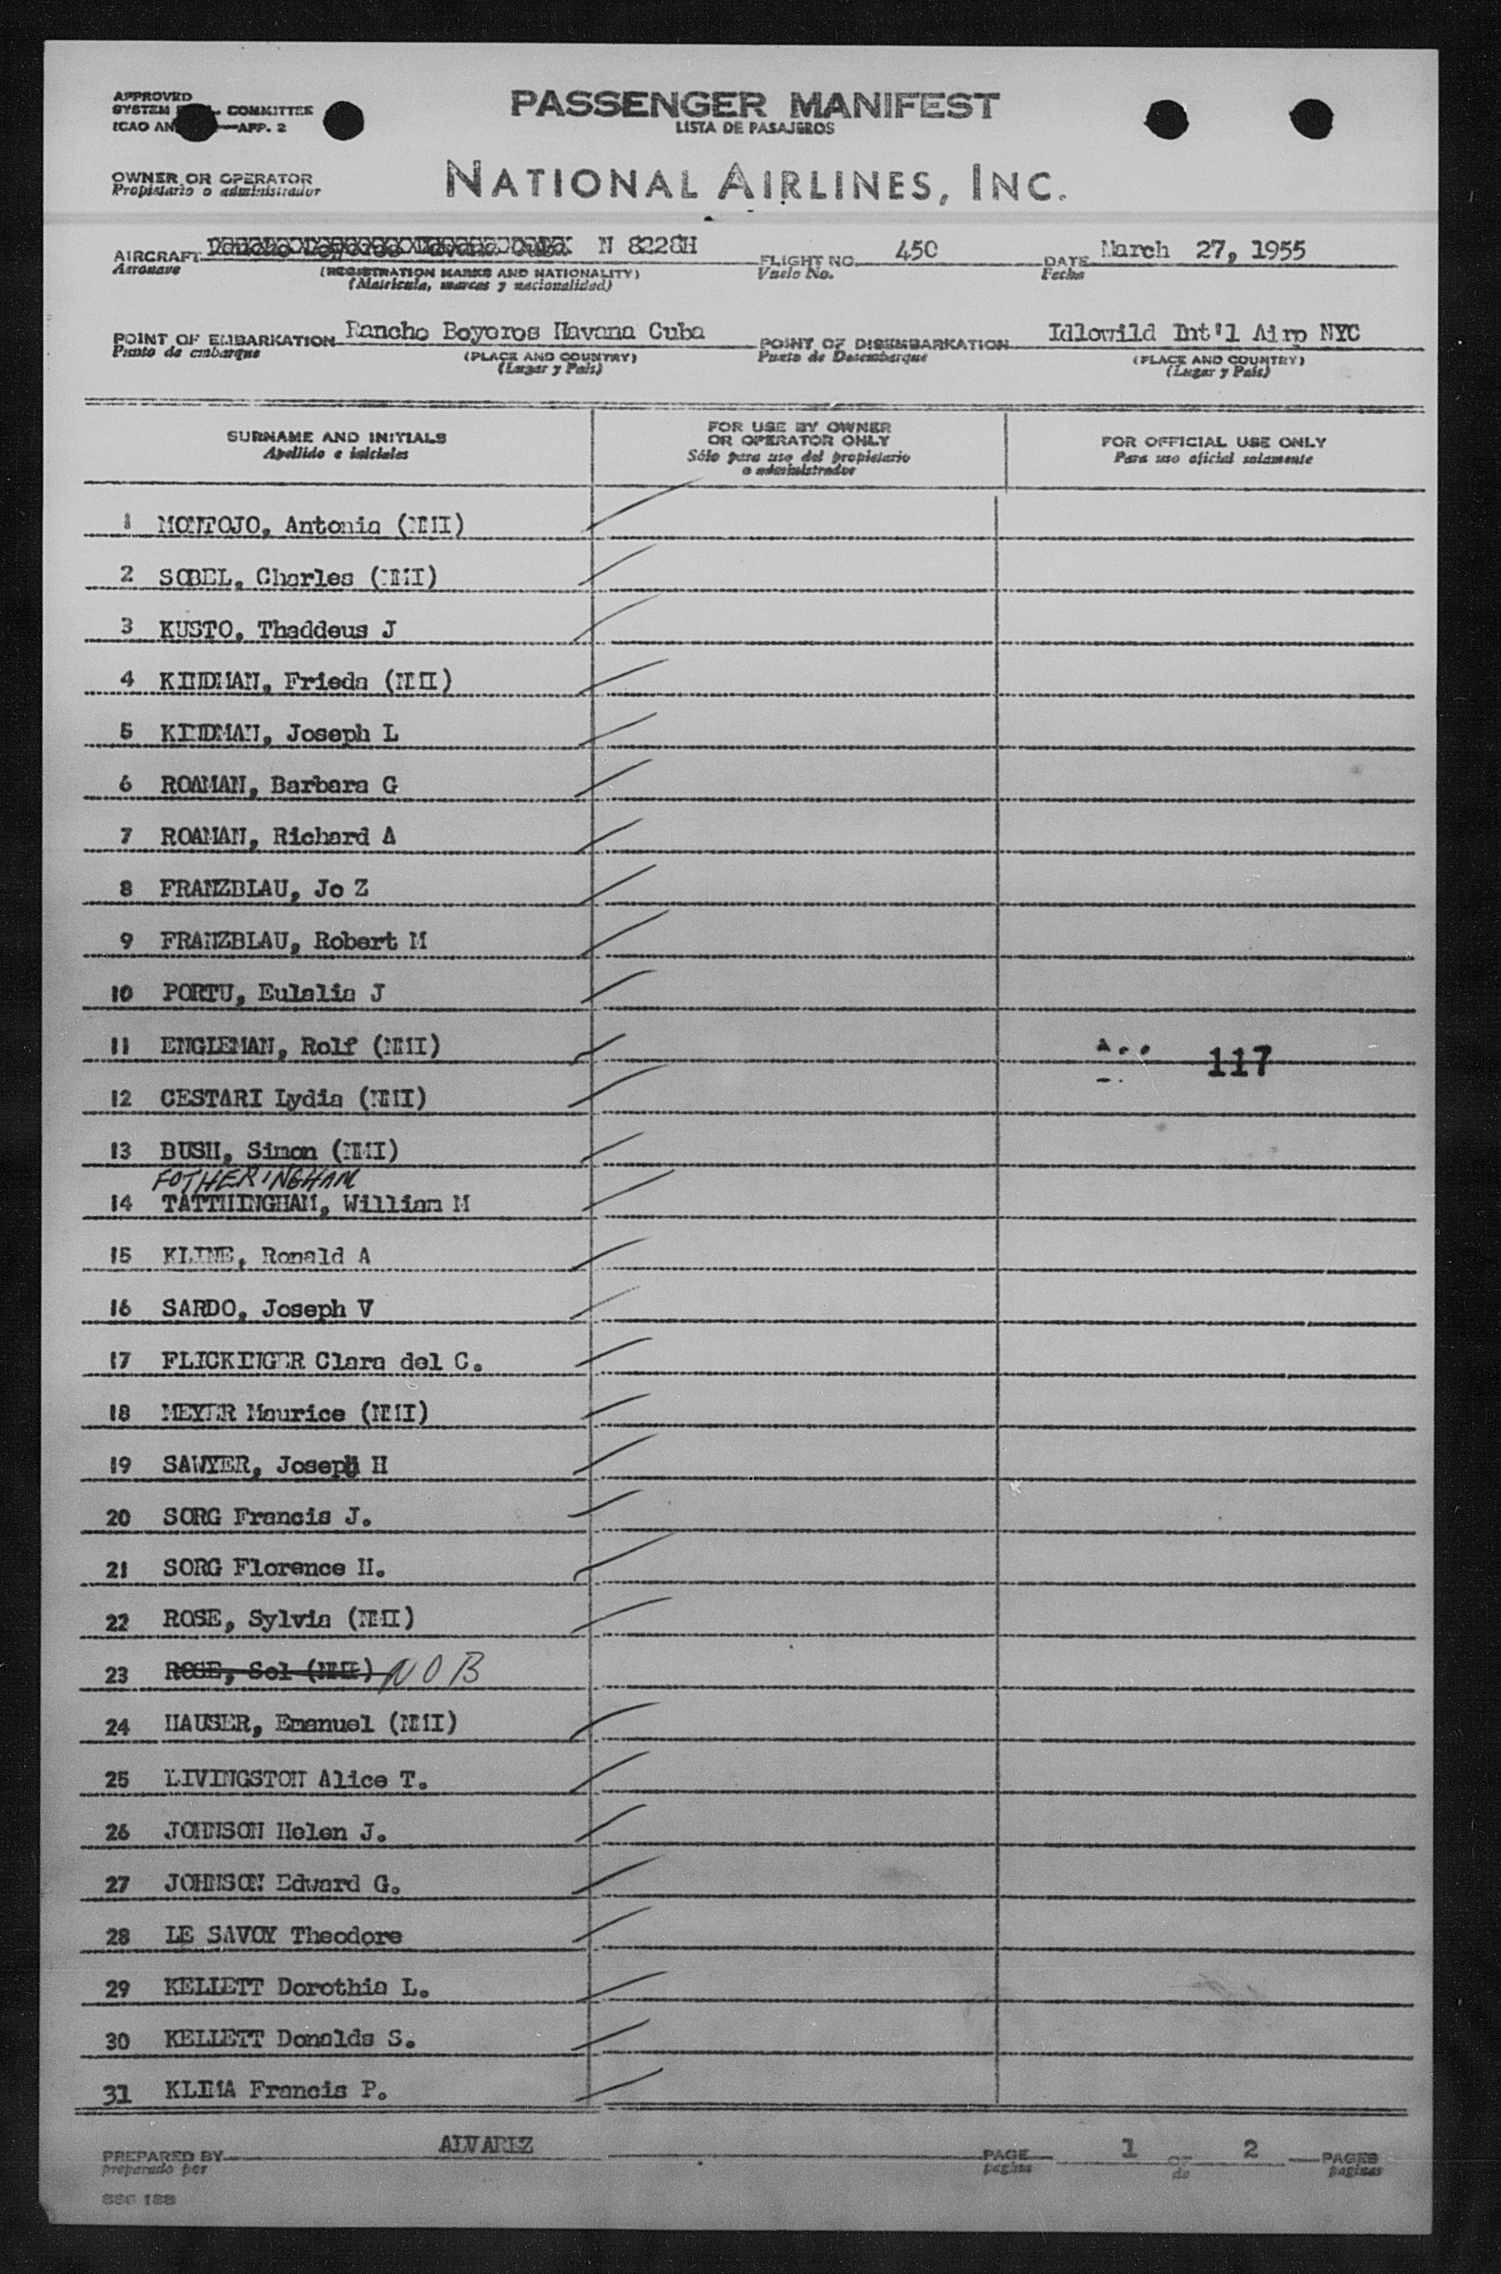 APPROVED
SYSTEM COMMITTEE
ICAO APP. 2
PASSENGER MANIFEST
LISTA DE PASAJEROS
OWNER OR OPERATOR
Propietario o administrador
NATIONAL AIRLINES, INC.
AIRCRAFT N 8228H
Aeronave
(REGISTRATION MARKS AND NATIONALITY)
(Matricula, marcas y nacionalidad)
FLIGHT NO. 450
Vuelo No.
DATE March 27, 1955
Fecha
POINT OF EMBARKATION Rancho Boyeros Havana Cuba
Punto de embarque
(PLACE AND COUNTRY)
(Lugar y País)
POINT OF DISEMBARKATION Idlewild Int'l Airp NYC
Punto de Desembarque
(PLACE AND COUNTRY)
(Lugar y País)
SURNAME AND INITIALS
Apellido e iniciales
FOR USE BY OWNER
OR OPERATOR ONLY
Sólo para uso del propietario
o administrador
FOR OFFICIAL USE ONLY
Para uso oficial solamente
1 MONTOJO, Antonia (NMI)
2 SOBEL, Charles (NMI)
3 KUSTO, Thaddeus J
4 KINDMAN, Frieda (NMI)
5 KINDMAN, Joseph L
6 ROAMAN, Barbara G
7 ROAMAN, Richard A
8 FRANZBLAU, Jo Z
9 FRANZBLAU, Robert M
10 PORTU, Eulalia J
11 ENGLEMAN, Rolf (NMI) 117
12 CESTARI Lydia (NMI)
13 BUSH, Simon (NMI)
FOTHERINGHAM
14 TATTHINGHAM, William M
15 KLINE, Ronald A
16 SARDO, Joseph V
17 FLICKINGER Clara del C.
18 MEYER Maurice (NMI)
19 SAWYER, Joseph H
20 SORG Francis J.
21 SORG Florence H.
22 ROSE, Sylvia (NMI)
23 ROSE, Sol (NMI) NOB
24 HAUSER, Emanuel (NMI)
25 LIVINGSTON Alice T.
26 JOHNSON Helen J.
27 JOHNSON Edward G.
28 LE SAVOY Theodore
29 KELLETT Dorothia L.
30 KELLETT Donalds S.
31 KLIMA Francis P.
PREPARED BY ALVAREZ
preparado por
PAGE 1 OF 2 PAGES
página de páginas